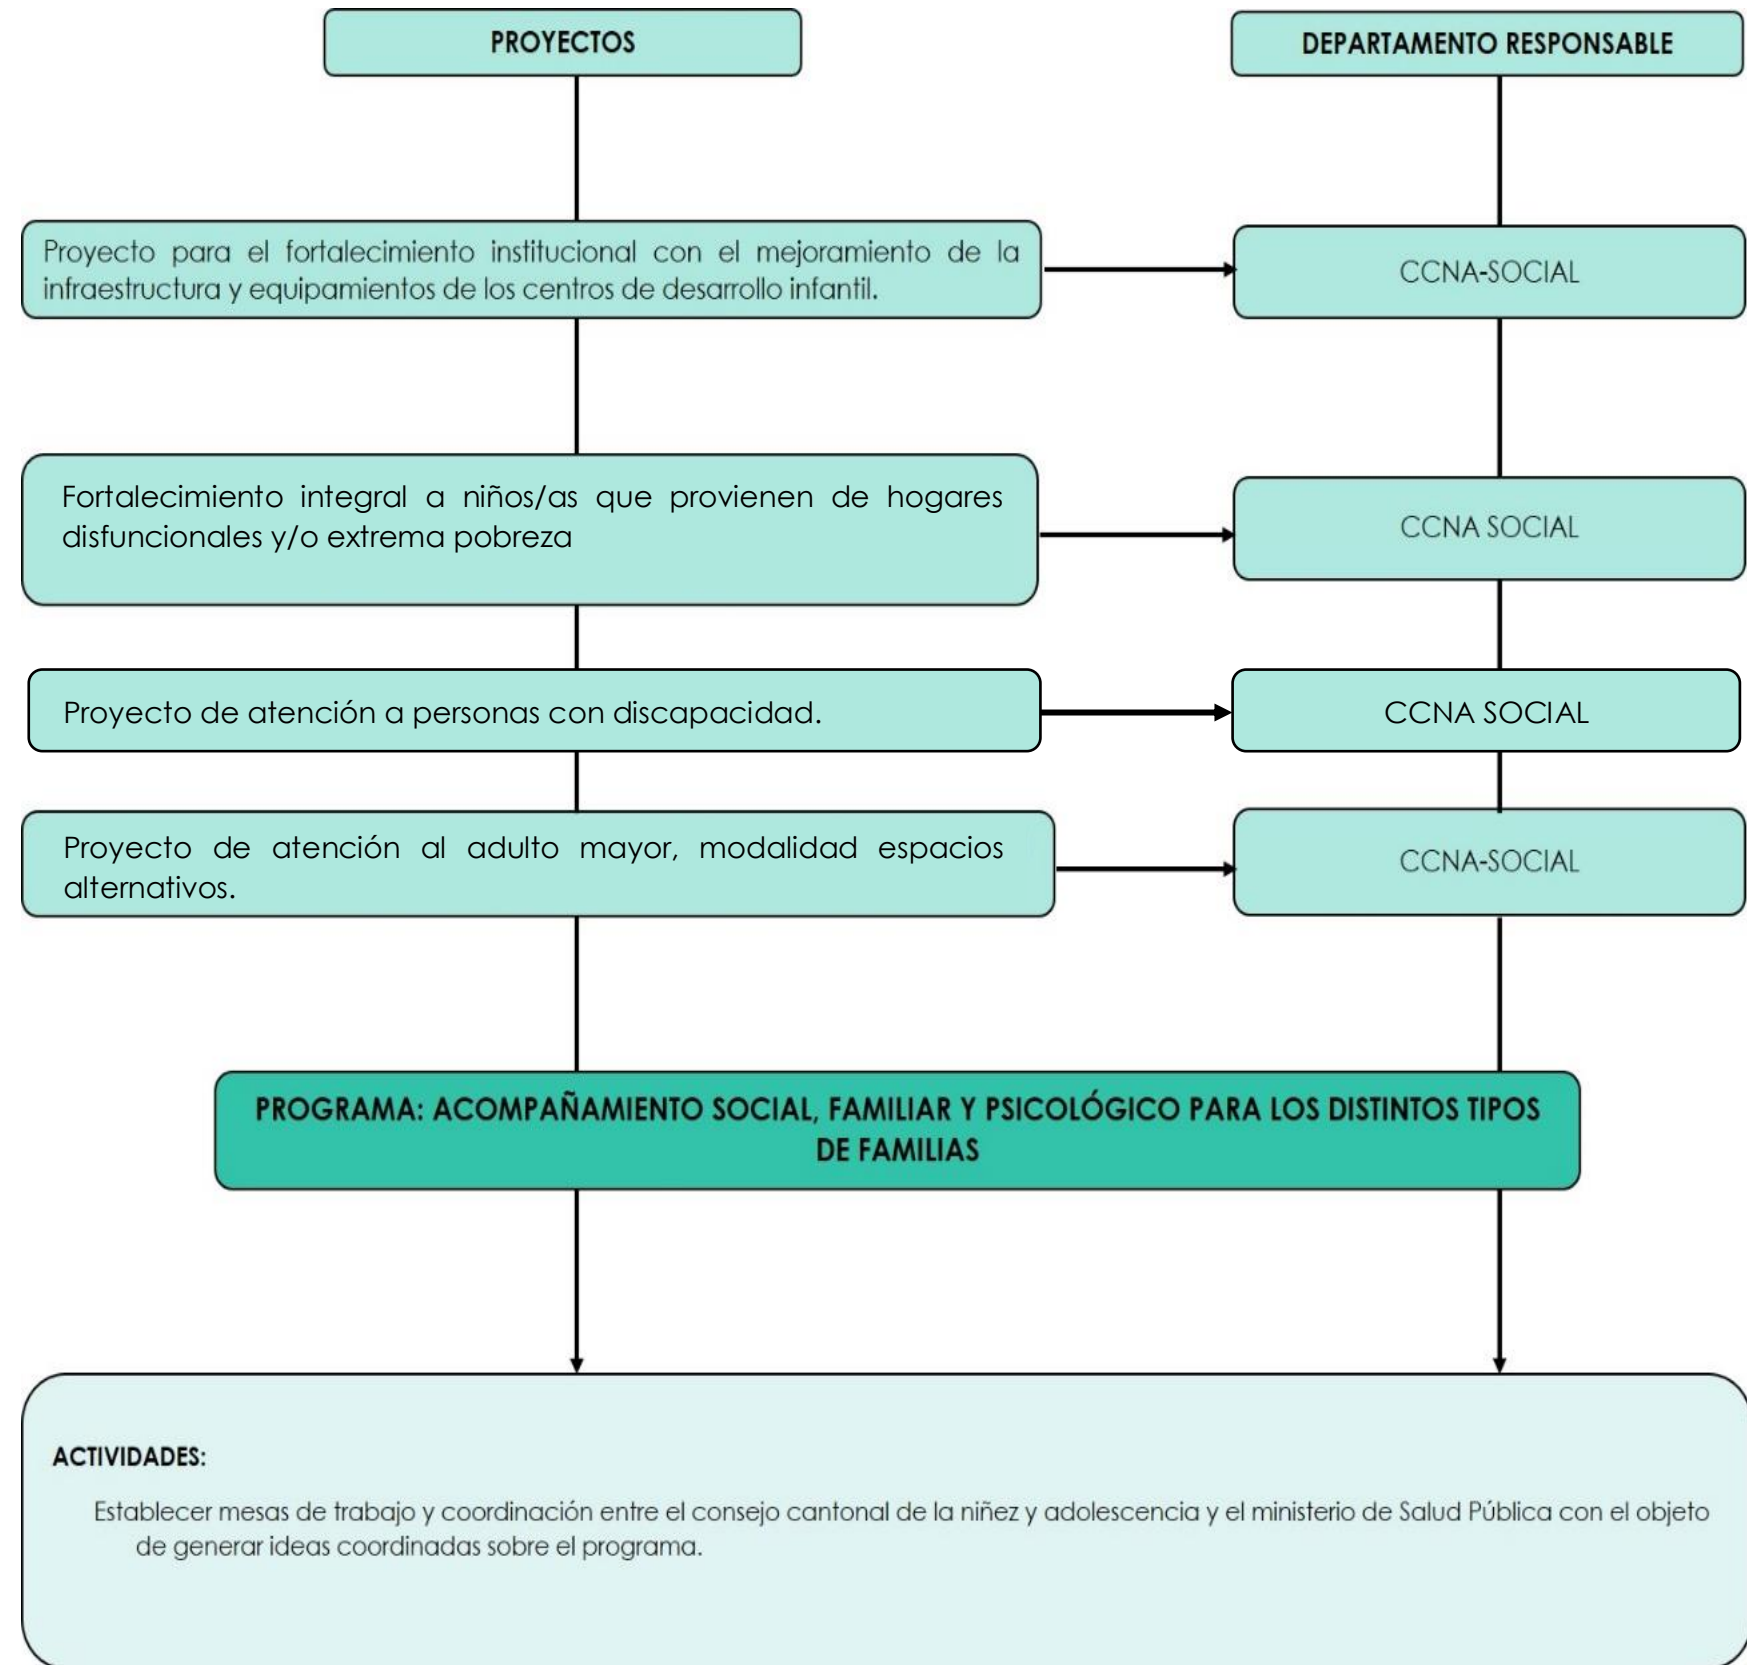 PROYECTOS
DEPARTAMENTO RESPONSABLE
Proyecto para el fortalecimiento institucional con el mejoramiento de la
infraestructura y equipamientos de los centros de desarrollo infantil.
CCNA-SOCIAL
Fortalecimiento integral a niños/as que provienen de hogares
disfuncionales y/o extrema pobreza
CCNA SOCIAL
Proyecto de atención a personas con discapacidad.
CCNA SOCIAL
Proyecto de atención al adulto mayor, modalidad espacios
alternativos.
CCNA-SOCIAL
PROGRAMA: ACOMPAÑAMIENTO SOCIAL, FAMILIAR Y PSICOLÓGICO PARA LOS DISTINTOS TIPOS
DE FAMILIAS
ACTIVIDADES:
Establecer mesas de trabajo y coordinación entre el consejo cantonal de la niñez y adolescencia y el ministerio de Salud Pública con el objeto
de generar ideas coordinadas sobre el programa.